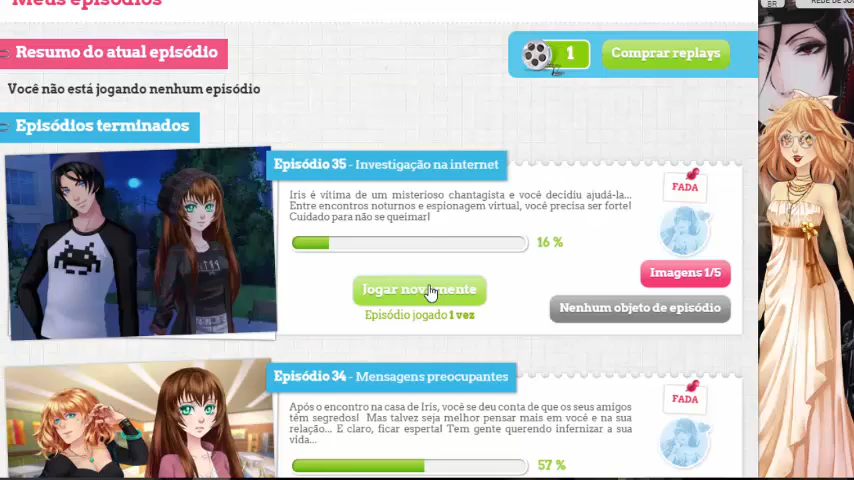 Meus episódios
BR
REDE DE JO
Resumo do atual episódio
1
Comprar replays
Você não está jogando nenhum episódio
Episódios terminados
Episódio 35 - Investigação na internet
Iris é vítima de um misterioso chantagista e você decidiu ajudá-la...
Entre encontros noturnos e espionagem virtual, você precisa ser forte!
Cuidado para não se queimar!
FADA
16 %
Jogar novamente
Imagens 1/5
Episódio jogado 1 vez
Nenhum objeto de episódio
Episódio 34 - Mensagens preocupantes
Após o encontro na casa de Iris, você se deu conta de que os seus amigos
têm segredos! Mas talvez seja melhor pensar mais em você e na sua
relação... E claro, ficar esperta! Tem gente querendo infernizar a sua
vida...
FADA
57 %